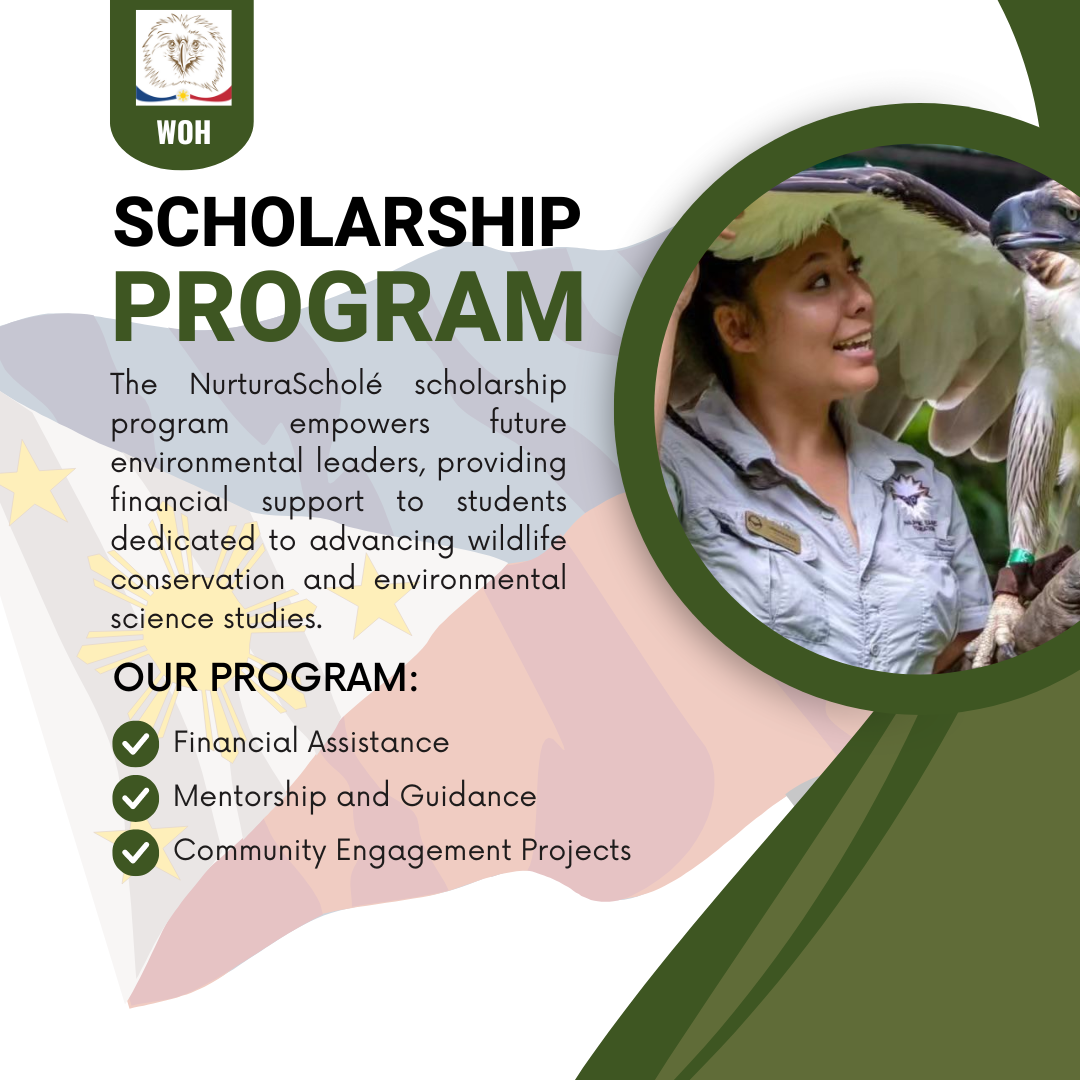 WOH
SCHOLARSHIP
PROGRAM
The NurturaScholé scholarship
program empowers future
environmental leaders, providing
financial support to students
dedicated to advancing wildlife
conservation and environmental
science studies.
OUR PROGRAM:
Financial Assistance
Mentorship and Guidance
Community Engagement Projects